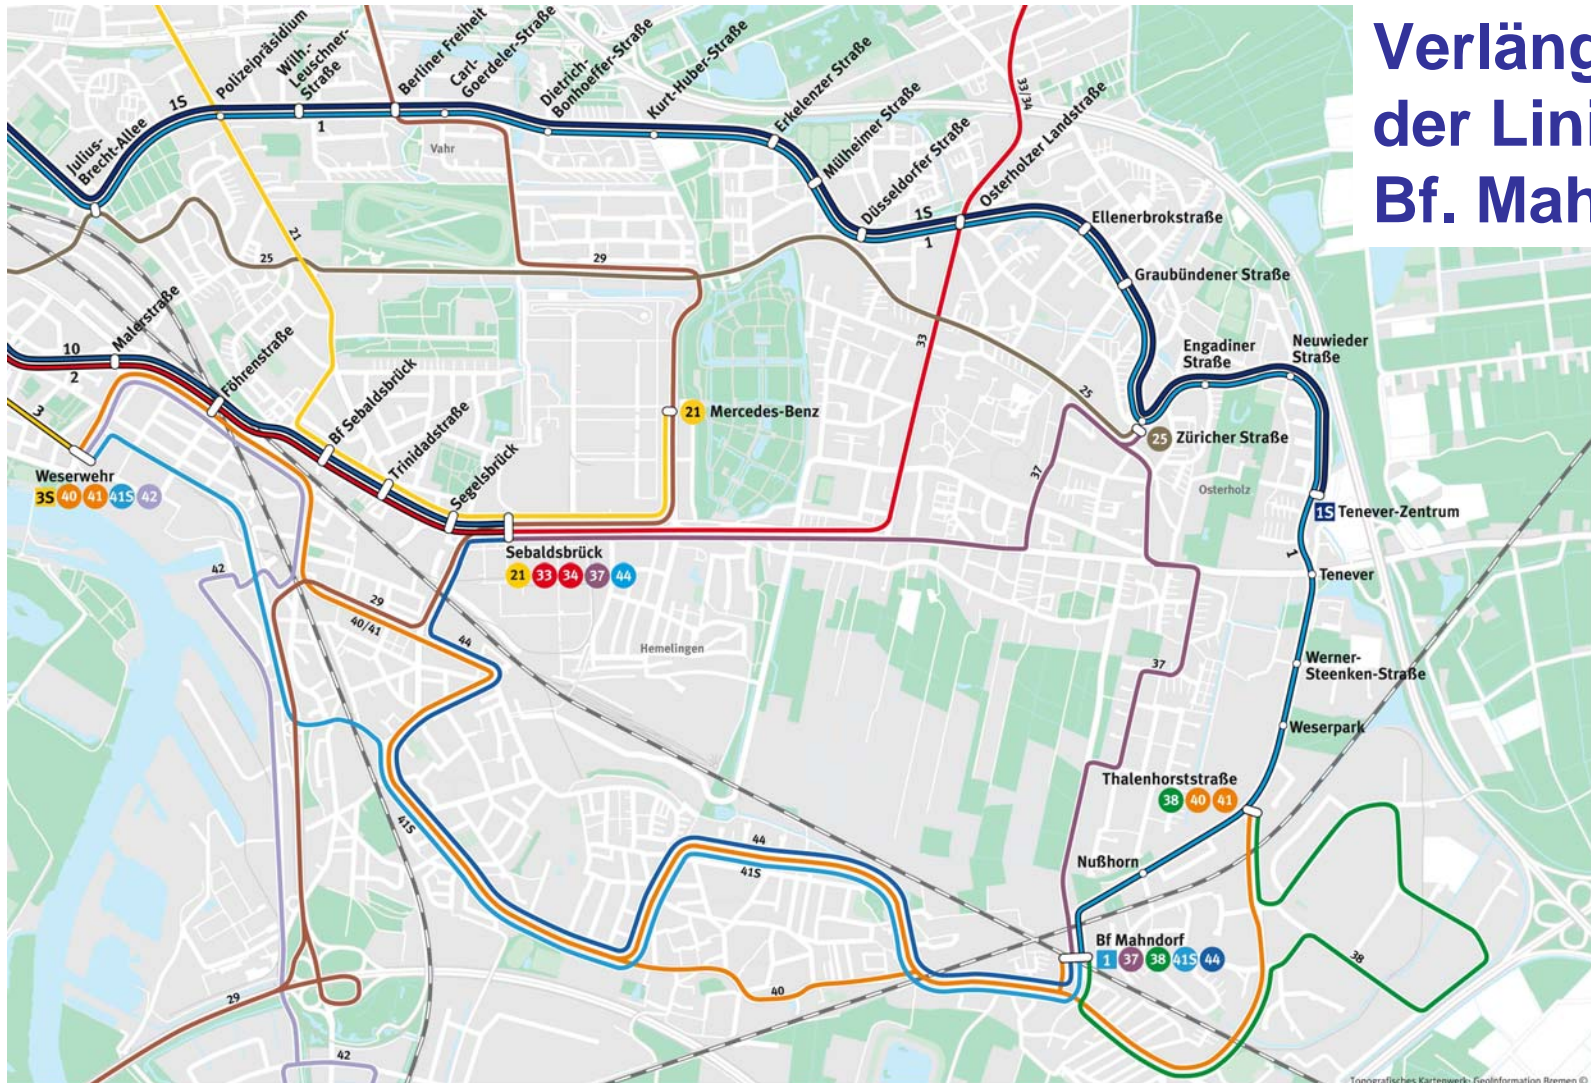 Verläng
der Lini
Bf. Mah
Polizeipräsidium
Wilh.-
Leuschner-
Straße
Berliner Freiheit
Carl-
Goerdeler-Straße
Dietrich-
Bonhoeffer-Straße
Kurt-Huber-Straße
Erkelenzer Straße
Mülheimer Straße
Düsseldorfer Straße
33/34
Osterholzer Landstraße
1S
1
Julius-
Brecht-Allee
Vahr
1S
1
Ellenerbrokstraße
21
25
29
Graubündener Straße
Malerstraße
10
2
Föhrenstraße
33
Engadiner
Straße
Neuwieder
Straße
25
3
Bf Sebaldsbrück
21 Mercedes-Benz
25 Züricher Straße
Trinidadstraße
Segelsbrück
37
Weserwehr
3S 40 41 41S 42
Osterholz
1S Tenever-Zentrum
Sebaldsbrück
21 33 34 37 44
1
Tenever
42
29
40/41
44
Hemelingen
37
Werner-
Steenken-Straße
Weserpark
Thalenhorststraße
38 40 41
41S
44
41S
Nußhorn
Bf Mahndorf
1 37 38 41S 44
38
29
40
42
Topografisches Kartenwerk: GeoInformation Bremen ©